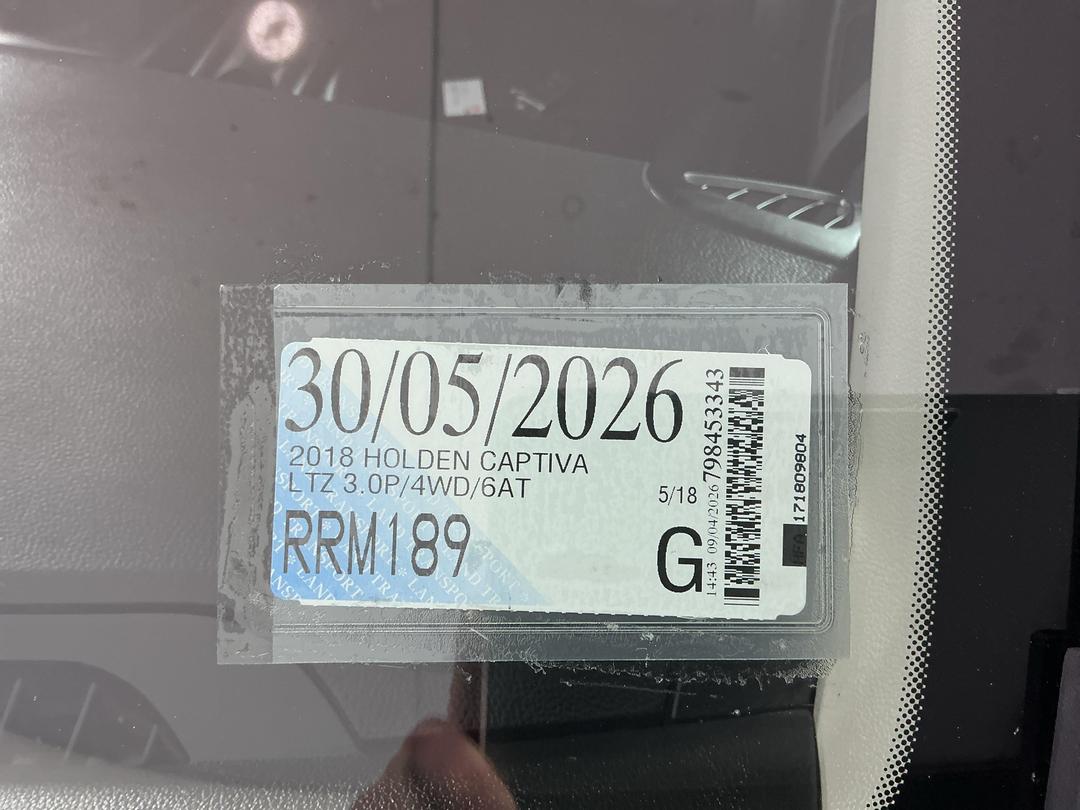 30/05/2026
2018 HOLDEN CAPTIVA
LTZ 3.0P/4WD/6AT
5/18
RRM189
G
14:43 09/04/2026 798453343
171809804